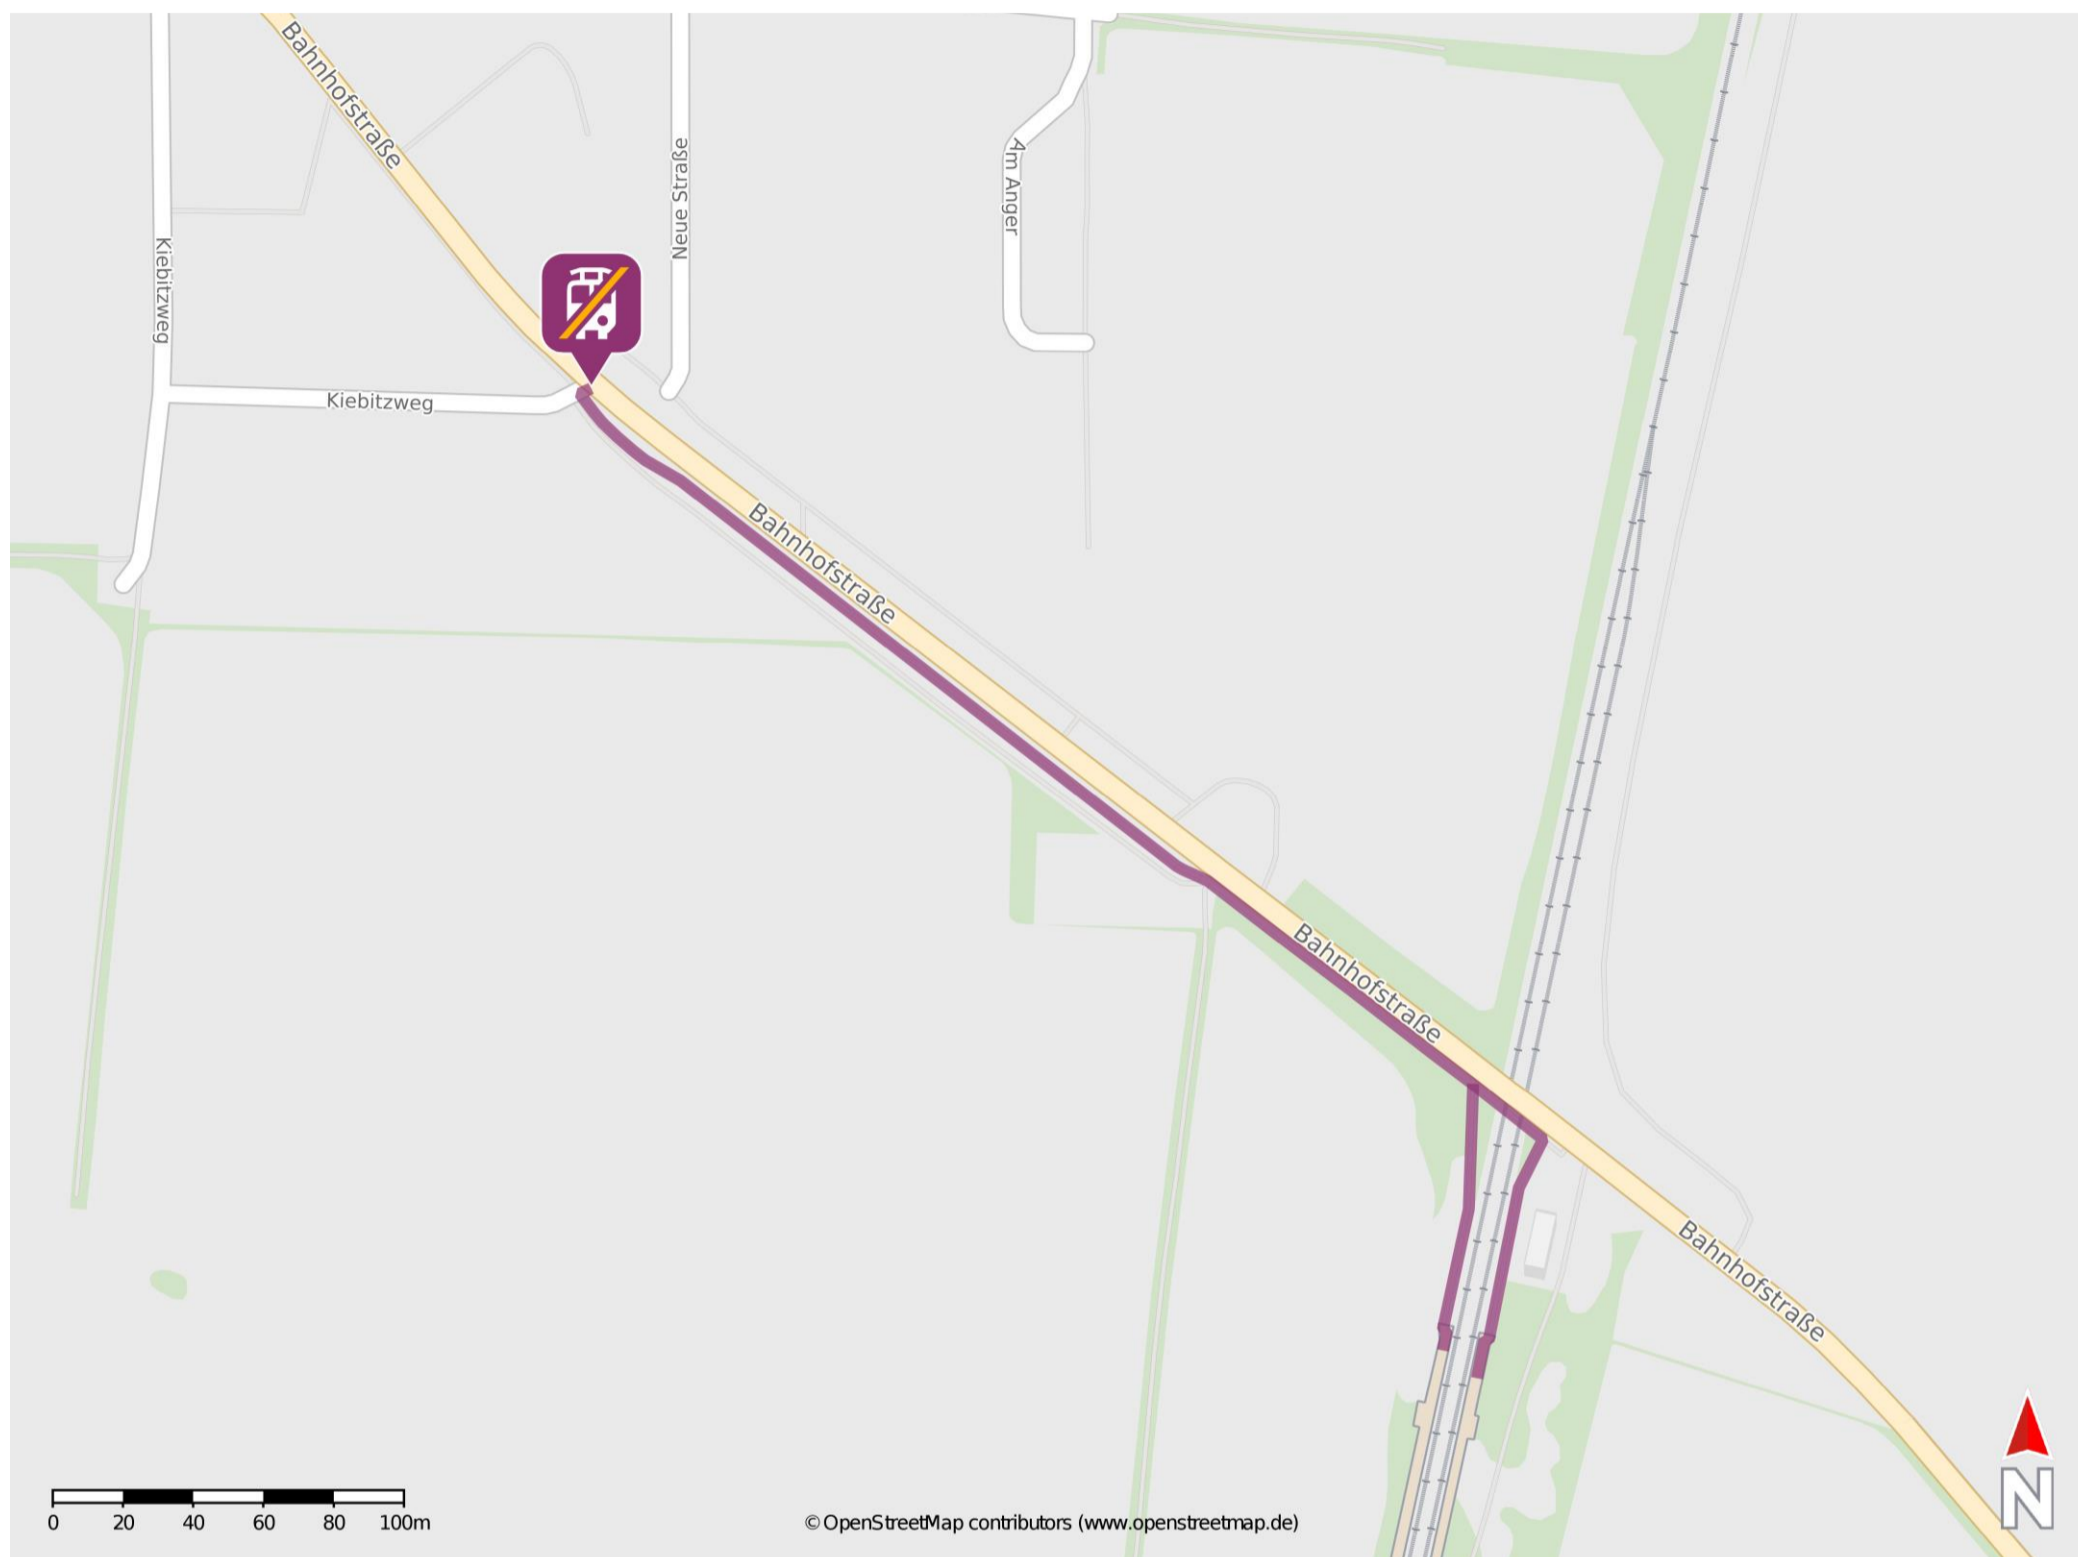 Bahnhofstraße
Neue Straße
Am Anger
Kiebitzweg
Kiebitzweg
Bahnhofstraße
Bahnhofstraße
Bahnhofstraße
0 20 40 60 80 100m
© OpenStreetMap contributors (www.openstreetmap.de)
N